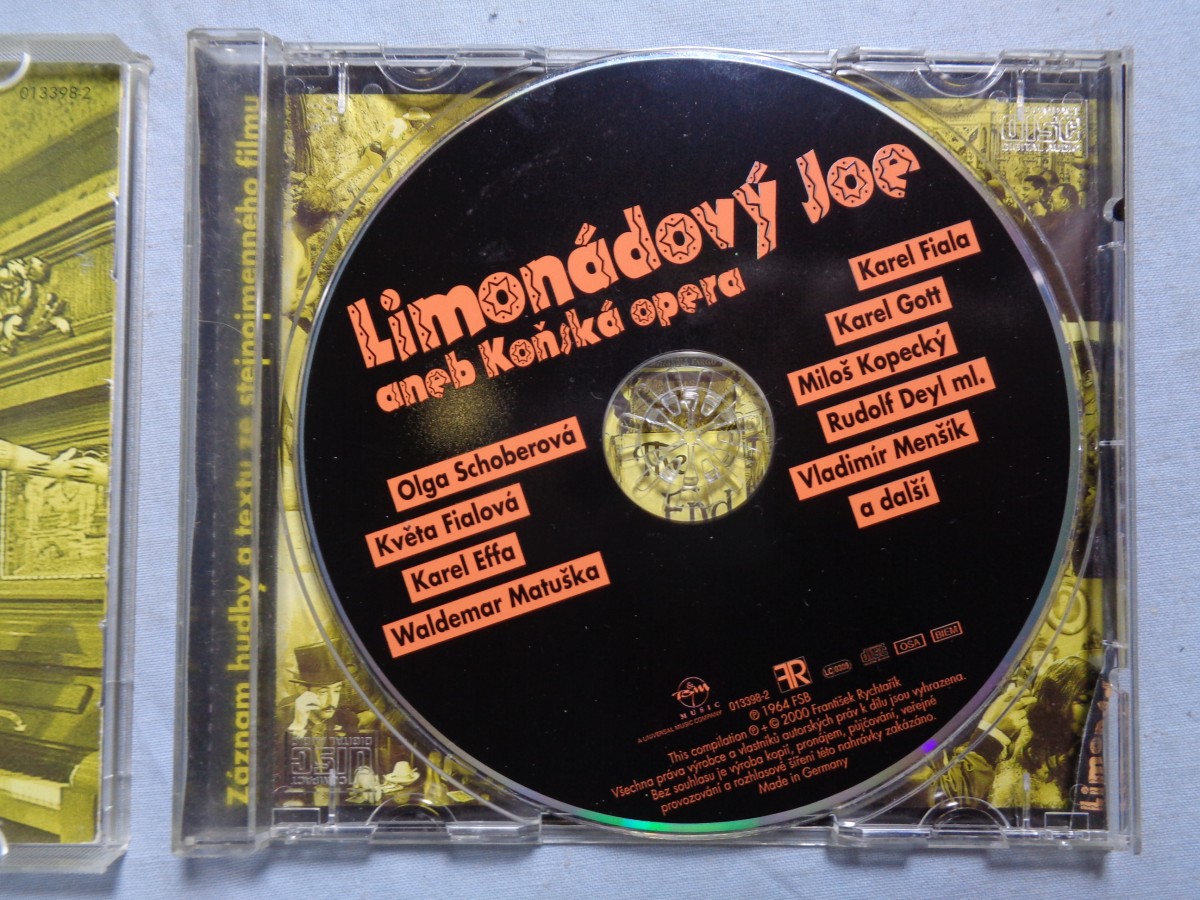 013398-2
záznam hudby a textu ze stejnojmenného filmu
DISC
DIGITAL AUDIO
Limonádový Joe
aneb Koňská opera
Karel Fiala
Karel Gott
Miloš Kopecký
Rudolf Deyl ml.
Vladimír Menšík
a další
Olga Schoberová
Květa Fialová
Karel Effa
Waldemar Matuška
The
End
B&M
MUSIC
A UNIVERSAL MUSIC COMPANY
013398-2
FR
OSA
BIEM
℗ 1964 FSB
This compilation ℗ + © 2000 František Rychtařík
Všechna práva výrobce a vlastníků autorských práv k dílu jsou vyhrazena.
Bez souhlasu je výroba kopií, pronájem, půjčování, veřejné
provozování a rozhlasové šíření této nahrávky zakázáno.
Made in Germany